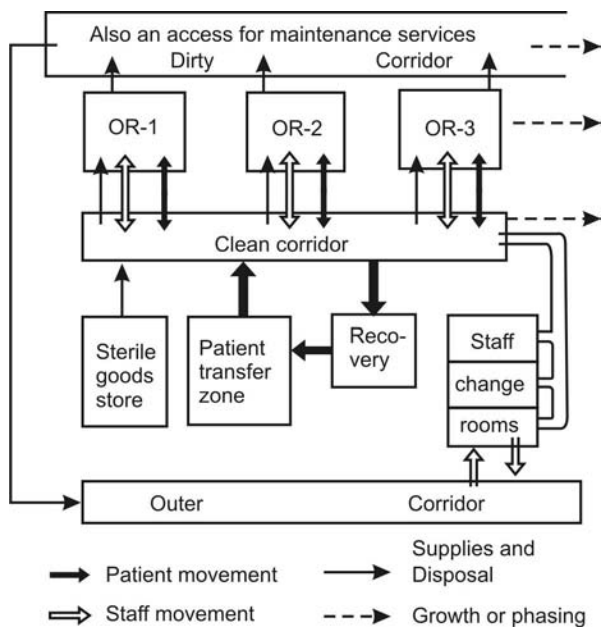 Also an access for maintenance services
Dirty Corridor
OR-1 OR-2 OR-3
Clean corridor
Sterile
goods
store
Patient
transfer
zone
Reco-
very
Staff
change
rooms
Outer Corridor
Patient movement
Supplies and
Disposal
Staff movement
Growth or phasing